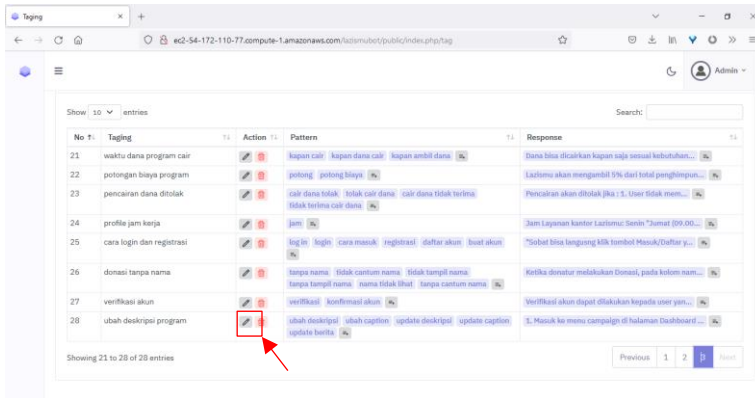 Taging
ec2-54-172-110-77.compute-1.amazonaws.com/lazismubot/public/index.php/tag
Admin
Show 10 entries
Search:
No Taging Action Pattern Response
21 waktu dana program cair kapan cair kapan dana cair kapan ambil dana Dana bisa dicairkan kapan saja sesuai kebutuhan...
22 potongan biaya program potong potong biaya Lazismu akan mengambil 5% dari total penghimpun...
23 pencairan dana ditolak cair dana tolak tolak cair dana cair dana tidak terima Pencairan akan ditolak jika : 1. User tidak mem...
tidak terima cair dana
24 profile jam kerja jam Jam Layanan kantor Lazismu: Senin "Jumat (09.00...
25 cara login dan registrasi log in login cara masuk registrasi daftar akun buat akun "Sobat bisa langsung klik tombol Masuk/Daftar y...
26 donasi tanpa nama tanpa nama tidak cantum nama tidak tampil nama Ketika donatur melakukan Donasi, pada kolom nam...
tanpa tampil nama nama tidak lihat tanpa cantum nama
27 verifikasi akun verifikasi konfirmasi akun Verifikasi akun dapat dilakukan kepada user yan...
28 ubah deskripsi program ubah deskripsi ubah caption update deskripsi update caption 1. Masuk ke menu campaign di halaman Dashboard ...
update berita
Showing 21 to 28 of 28 entries
Previous 1 2 3 Next